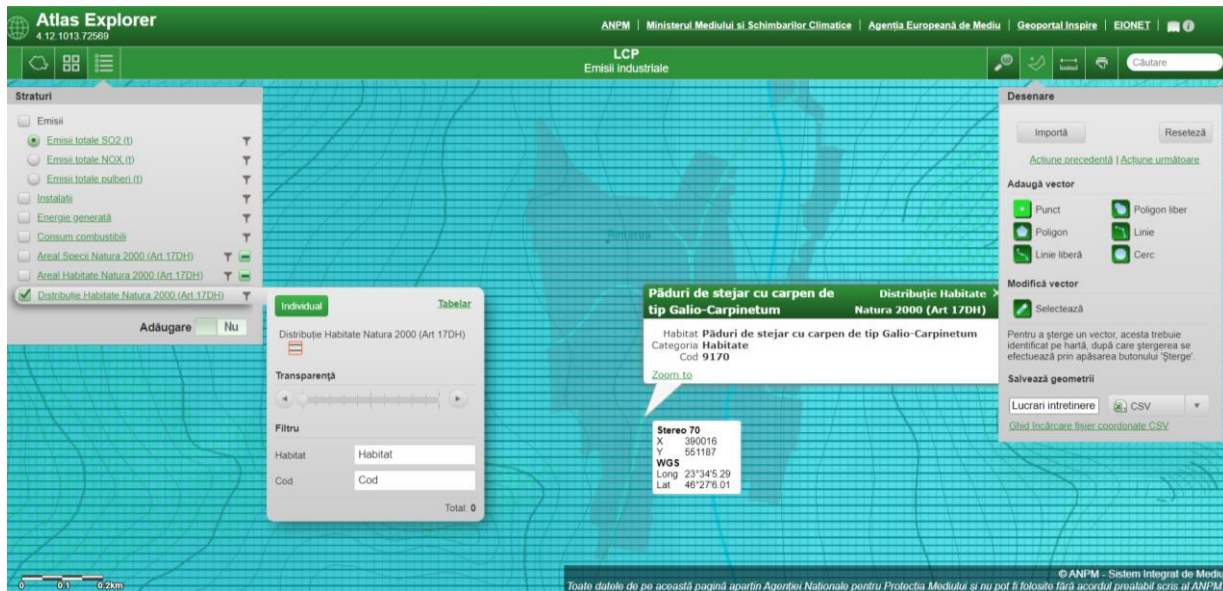 Atlas Explorer
4.12.1013.72569
ANPM | Ministerul Mediului si Schimbarilor Climatice | Agenția Europeană de Mediu | Geoportal Inspire | EIONET |
LCP
Emisii industriale
Căutare
Straturi
Emisii
Emisii totale SO2 (t)
Emisii totale NOX (t)
Emisii totale pulberi (t)
Instalatii
Energie generată
Consum combustibili
Areal Specii Natura 2000 (Art 17DH)
Areal Habitate Natura 2000 (Art 17DH)
Distributie Habitate Natura 2000 (Art 17DH)
Adăugare Nu
Individual Tabelar
Distribuție Habitate Natura 2000 (Art 17DH)
Transparență
Filtru
Habitat Habitat
Cod Cod
Total: 0
Păduri de stejar cu carpen de
tip Galio-Carpinetum
Distribuție Habitate
Natura 2000 (Art 17DH)
Habitat Păduri de stejar cu carpen de tip Galio-Carpinetum
Categoria Habitate
Cod 9170
Zoom to
Stereo 70
X 390016
Y 551187
WGS
Long 23°34'5.29
Lat 46°27'6.01
Desenare
Importă Resetează
Actiune precedentă | Actiune următoare
Adaugă vector
Punct Poligon liber
Poligon Linie
Linie liberă Cerc
Modifică vector
Selectează
Pentru a șterge un vector, acesta trebuie
identificat pe hartă, după care ștergerea se
efectuează prin apăsarea butonului 'Șterge'.
Salvează geometrii
Lucrari intretinere CSV
Ghid încărcare fișier coordonate CSV
0 0.1 0.2km
© ANPM - Sistem Integrat de Mediu
Toate datele de pe această pagină aparțin Agenției Naționale pentru Protecția Mediului și nu pot fi folosite fără acordul prealabil scris al ANPM